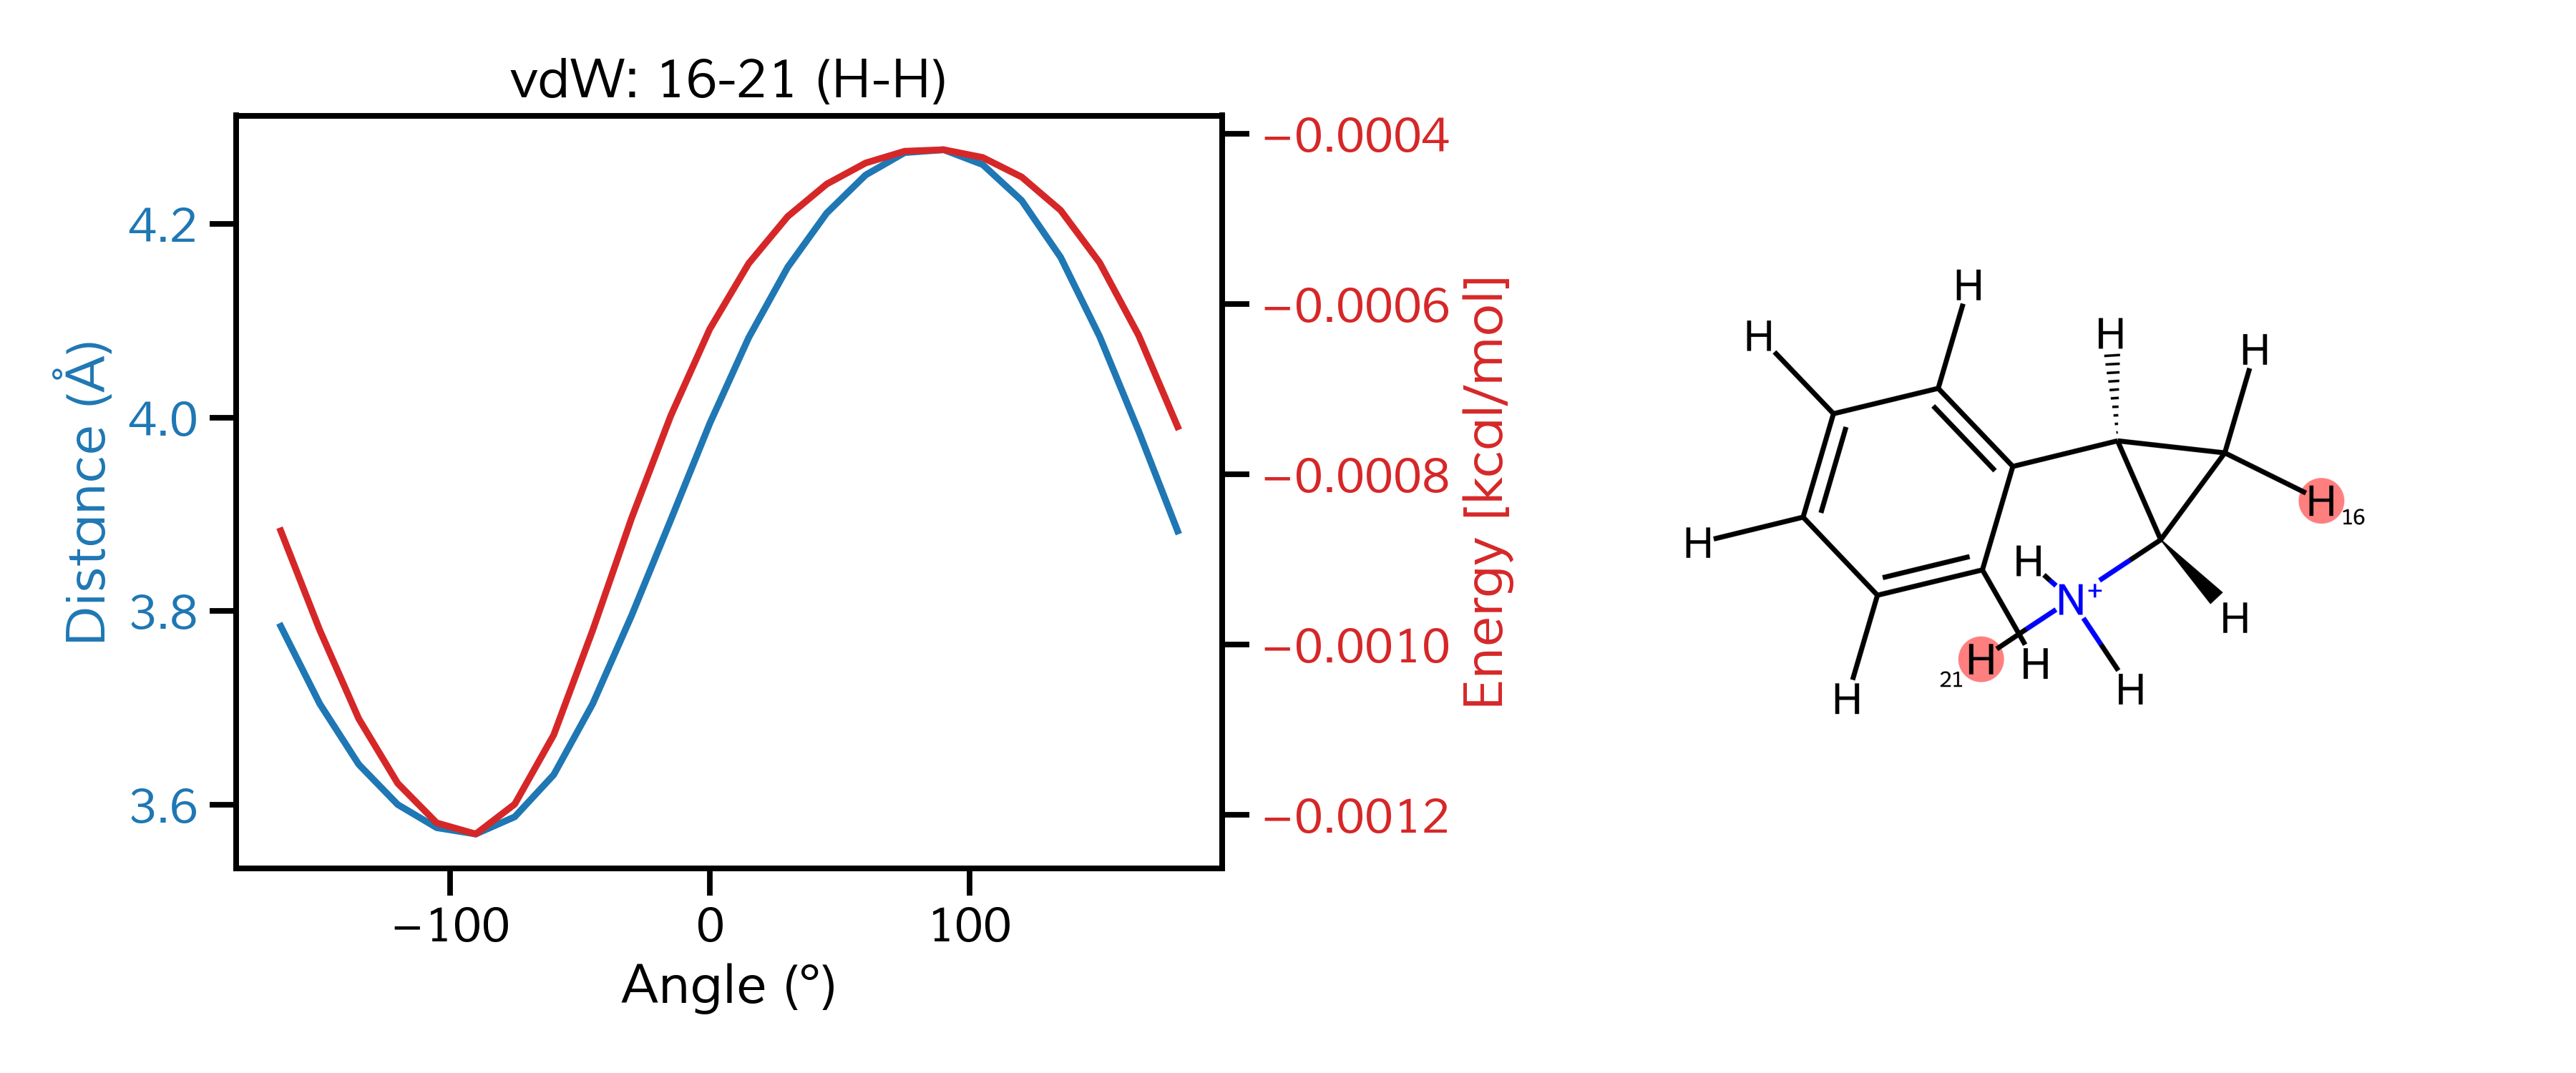 vdW: 16-21 (H-H)
Distance (Å)
4.2
4.0
3.8
3.6
−100
0
100
Angle (°)
−0.0004
−0.0006
−0.0008
−0.0010
−0.0012
Energy [kcal/mol]
H
H
H
H
H
H
16
H
H
N+
H
H
21
H
H
H